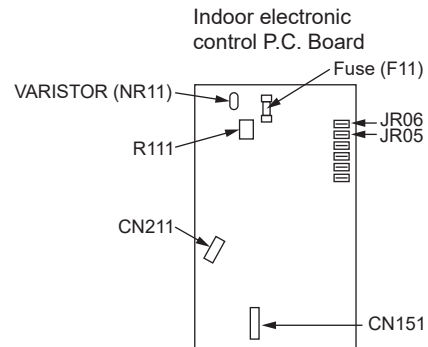 Indoor electronic
control P.C. Board
Fuse (F11)
VARISTOR (NR11)
JR06
JR05
R111
CN211
CN151